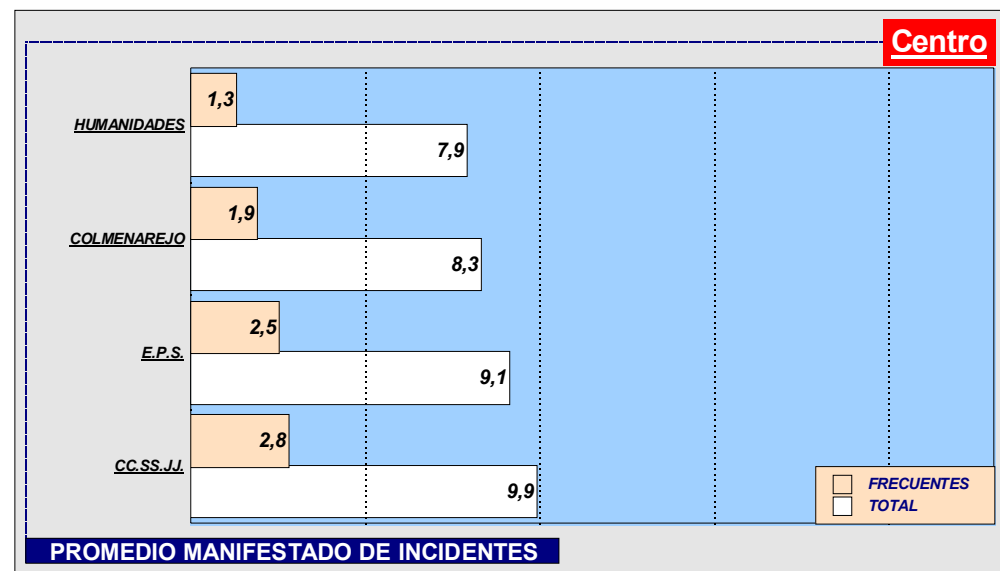 Centro
1,3
HUMANIDADES
7,9
1,9
COLMENAREJO
8,3
2,5
E.P.S.
9,1
2,8
CC.SS.JJ.
9,9
FRECUENTES
TOTAL
PROMEDIO MANIFESTADO DE INCIDENTES